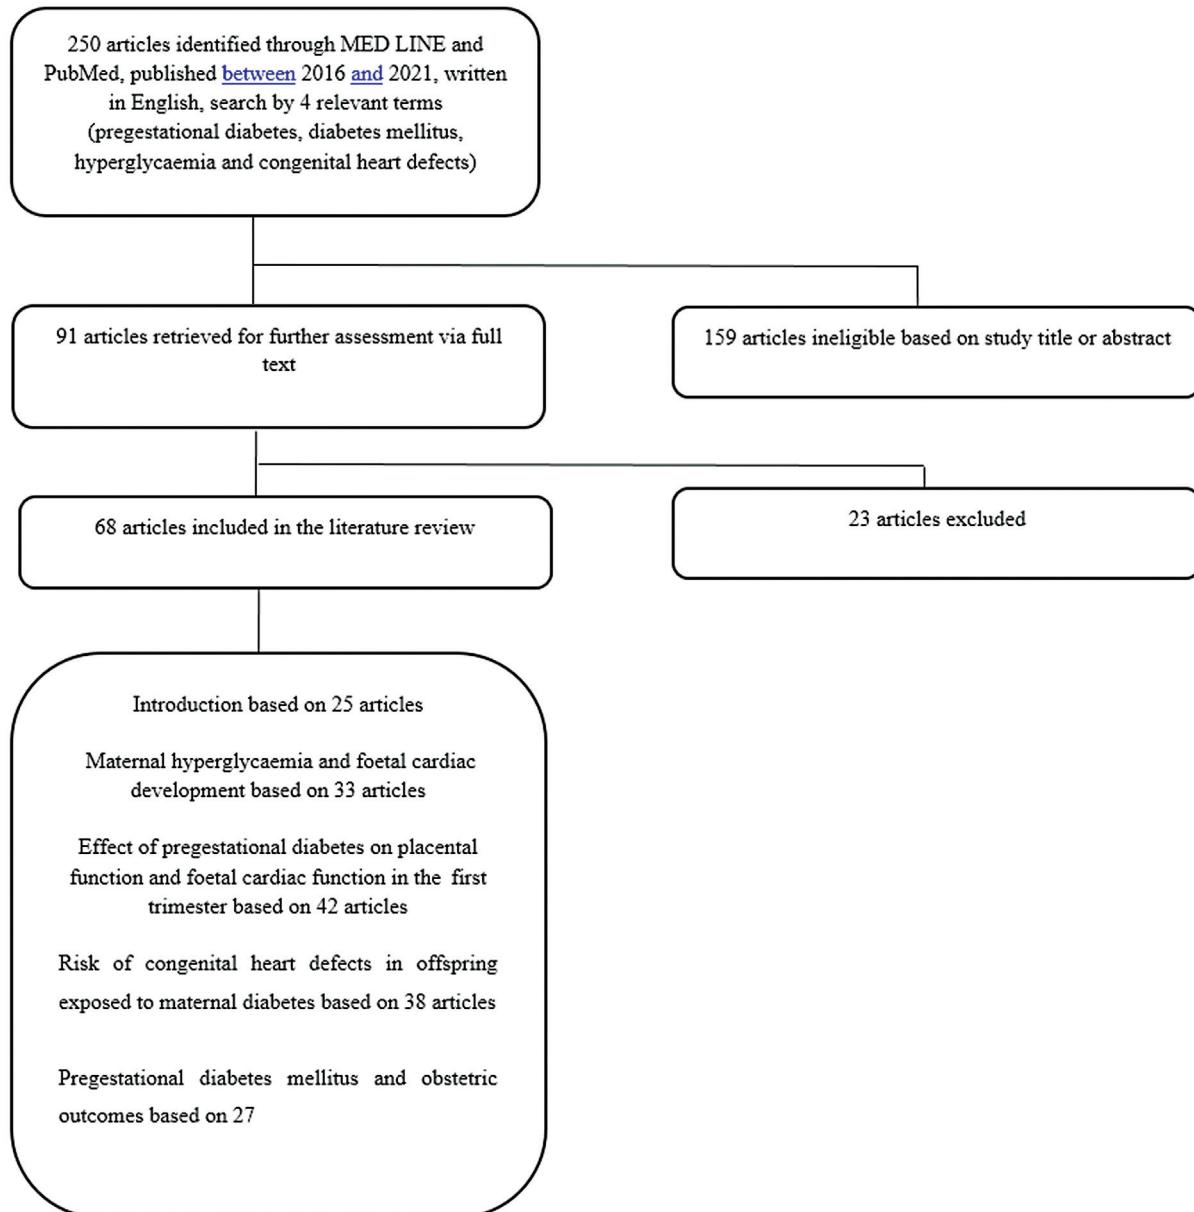 250 articles identified through MED LINE and
PubMed, published between 2016 and 2021, written
in English, search by 4 relevant terms
(pregestational diabetes, diabetes mellitus,
hyperglycaemia and congenital heart defects)
91 articles retrieved for further assessment via full
text
159 articles ineligible based on study title or abstract
68 articles included in the literature review
23 articles excluded
Introduction based on 25 articles
Maternal hyperglycaemia and foetal cardiac
development based on 33 articles
Effect of pregestational diabetes on placental
function and foetal cardiac function in the first
trimester based on 42 articles
Risk of congenital heart defects in offspring
exposed to maternal diabetes based on 38 articles
Pregestational diabetes mellitus and obstetric
outcomes based on 27